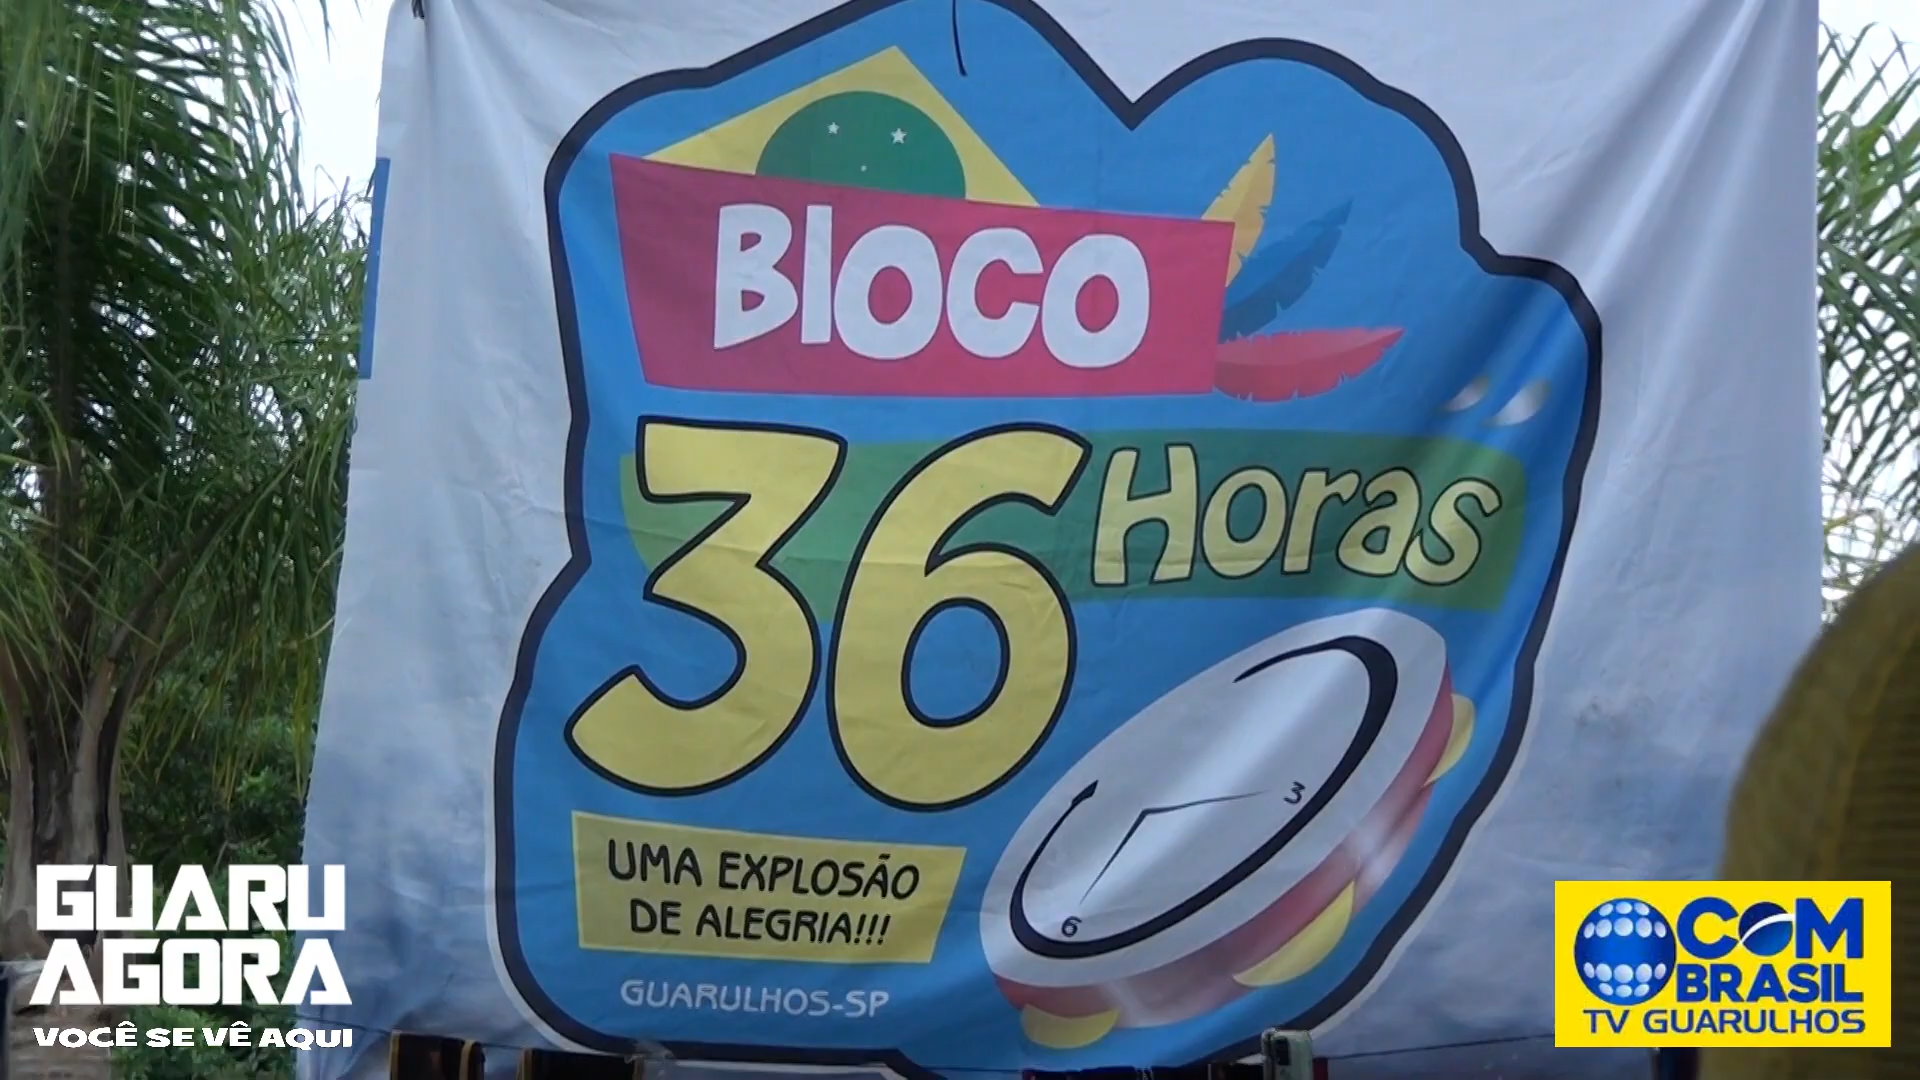 BLOCO
36 HORAS
3
6
UMA EXPLOSÃO
DE ALEGRIA!!!
GUARULHOS-SP
GUARU
AGORA
VOCÊ SE VÊ AQUI
COM
BRASIL
TV GUARULHOS